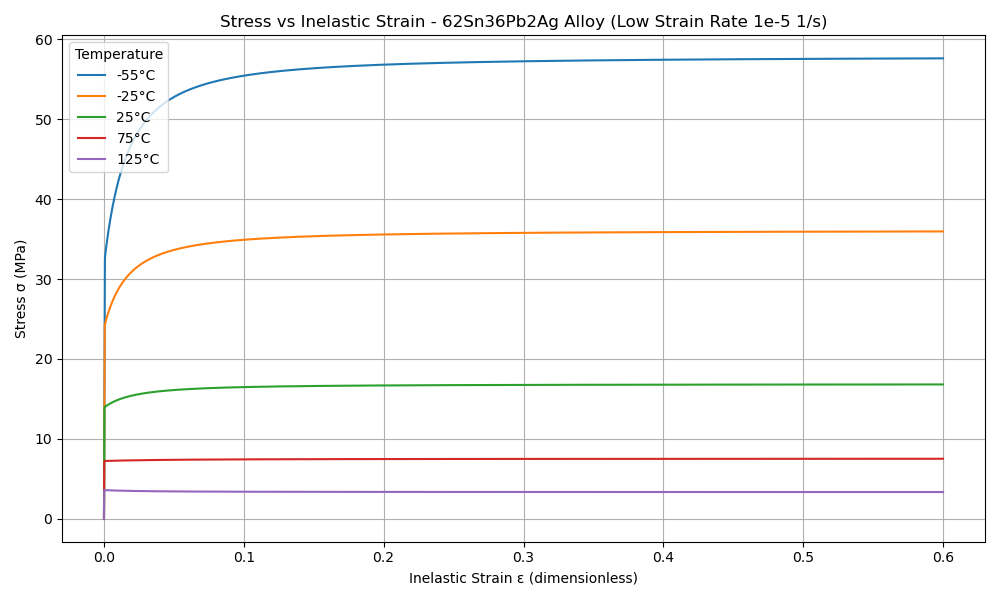 Stress vs Inelastic Strain - 62Sn36Pb2Ag Alloy (Low Strain Rate 1e-5 1/s)
Temperature
-55°C
-25°C
25°C
75°C
125°C
Stress σ (MPa)
60
50
40
30
20
10
0
0.0 0.1 0.2 0.3 0.4 0.5 0.6
Inelastic Strain ε (dimensionless)